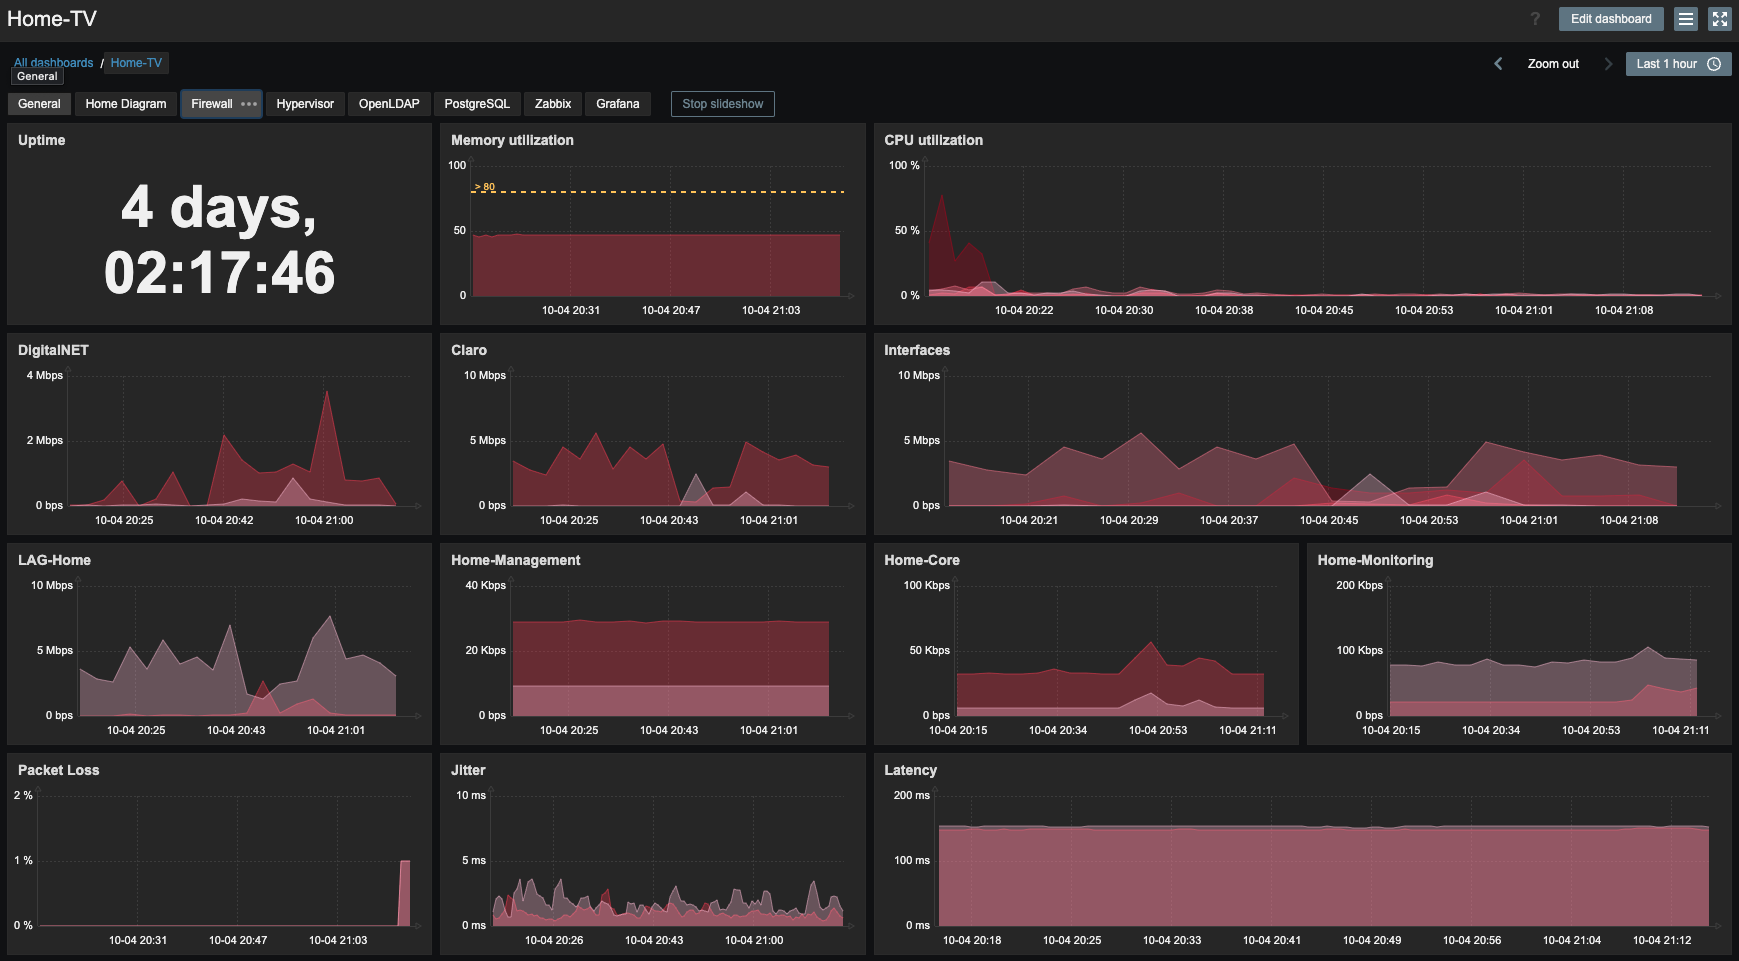 Home-TV
? Edit dashboard
All dashboards / Home-TV
Zoom out Last 1 hour
General
General Home Diagram Firewall Hypervisor OpenLDAP PostgreSQL Zabbix Grafana Stop slideshow
Uptime
4 days,
02:17:46
Memory utilization
100
> 80
50
0
10-04 20:31 10-04 20:47 10-04 21:03
CPU utilization
100 %
50 %
0 %
10-04 20:22 10-04 20:30 10-04 20:38 10-04 20:45 10-04 20:53 10-04 21:01 10-04 21:08
DigitalNET
4 Mbps
2 Mbps
0 bps
10-04 20:25 10-04 20:42 10-04 21:00
Claro
10 Mbps
5 Mbps
0 bps
10-04 20:25 10-04 20:43 10-04 21:01
Interfaces
10 Mbps
5 Mbps
0 bps
10-04 20:21 10-04 20:29 10-04 20:37 10-04 20:45 10-04 20:53 10-04 21:01 10-04 21:08
LAG-Home
10 Mbps
5 Mbps
0 bps
10-04 20:25 10-04 20:43 10-04 21:01
Home-Management
40 Kbps
20 Kbps
0 bps
10-04 20:25 10-04 20:43 10-04 21:01
Home-Core
100 Kbps
50 Kbps
0 bps
10-04 20:15 10-04 20:34 10-04 20:53 10-04 21:11
Home-Monitoring
200 Kbps
100 Kbps
0 bps
10-04 20:15 10-04 20:34 10-04 20:53 10-04 21:11
Packet Loss
2 %
1 %
0 %
10-04 20:31 10-04 20:47 10-04 21:03
Jitter
10 ms
5 ms
0 ms
10-04 20:26 10-04 20:43 10-04 21:00
Latency
200 ms
100 ms
0 ms
10-04 20:18 10-04 20:25 10-04 20:33 10-04 20:41 10-04 20:49 10-04 20:56 10-04 21:04 10-04 21:12